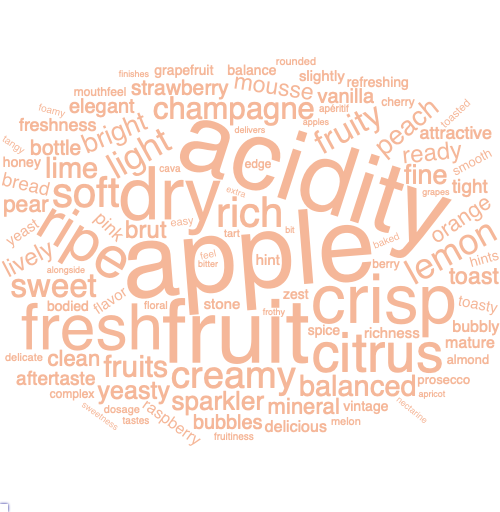 rounded
finishes
grapefruit
balance
slightly
refreshing
mouthfeel
strawberry
mousse
vanilla
foamy
elegant
champagne
apéritif
cherry
toasted
freshness
bright
delivers
apples
fruity
peach
attractive
tangy
bottle
light
acidity
ready
smooth
honey
lime
cava
edge
fine
bread
soft
dry
extra
grapes
tight
pear
ripe
pink
brut
easy
rich
tart
bit
orange
yeast
lively
apple
feel
bitter
hint
baked
berry
lemon
hints
alongside
sweet
toast
bodied
flavor
floral
stone
zest
crisp
toasty
frothy
fresh
fruit
spice
richness
bubbly
mature
delicate
clean
fruits
citrus
almond
aftertaste
creamy
balanced
prosecco
complex
yeasty
sparkler
mineral
vintage
apricot
sweetness
dosage
raspberry
nectarine
tastes
bubbles
delicious
melon
fruitiness